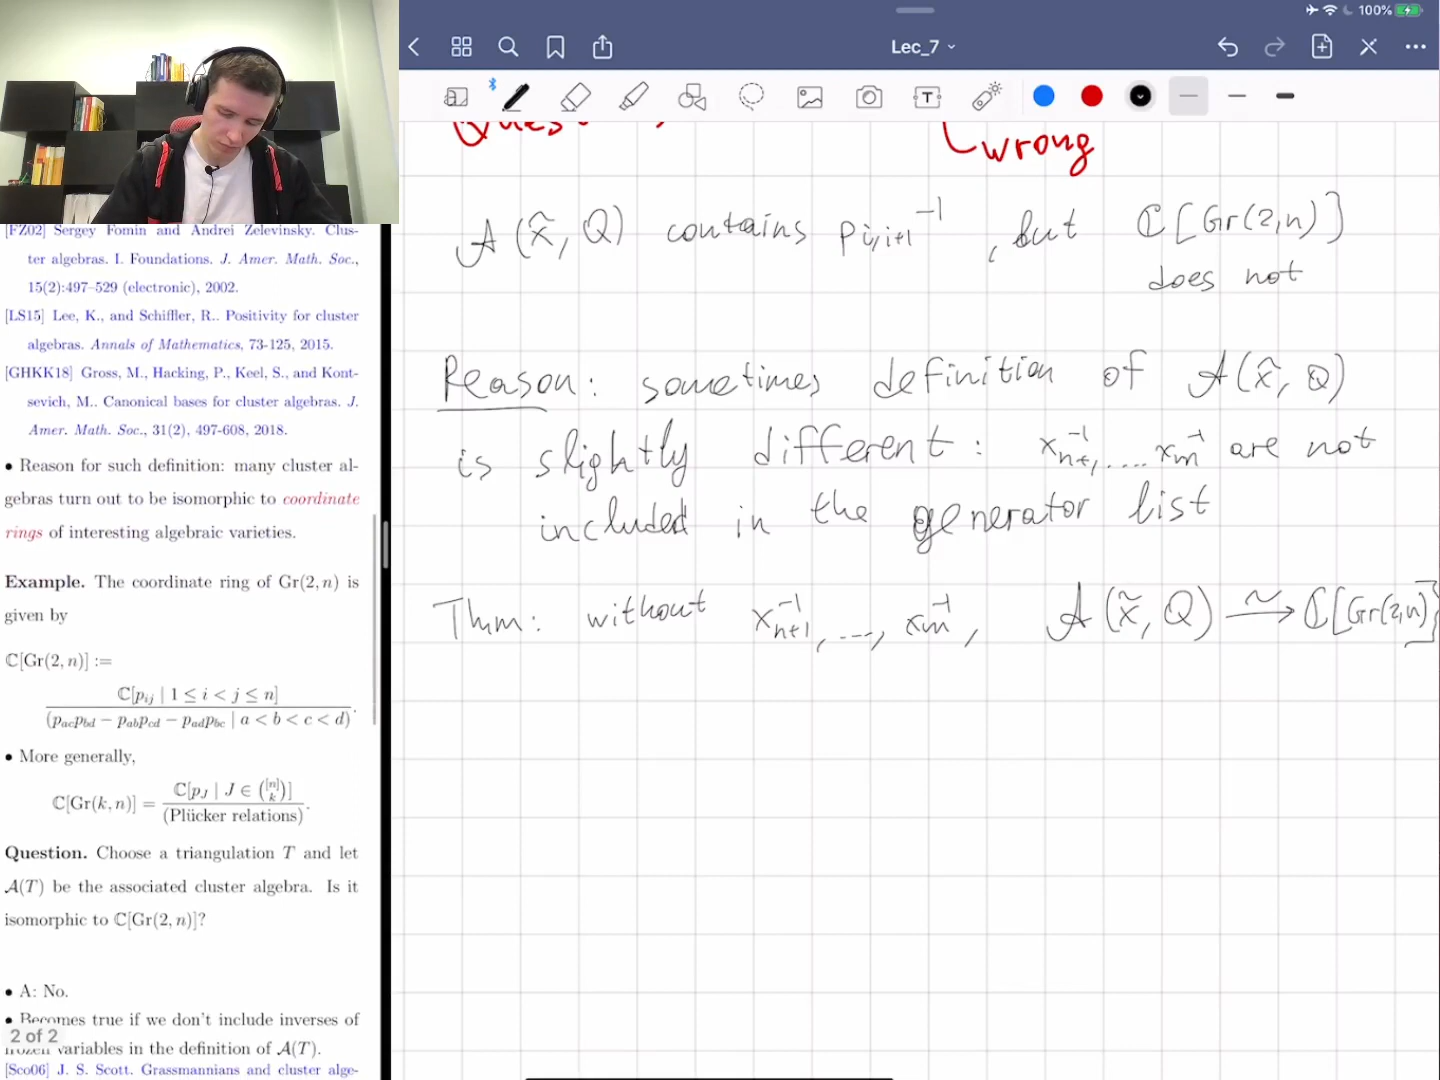 100%
Lec_7
T
wrong
A(x̃, Q) contains p_{i,i+1}^{-1}, but ℂ[Gr(2,n)]
does not
Reason: sometimes definition of A(x̃, Q)
is slightly different: x_{n+1}^{-1}, ... x_m^{-1} are not
included in the generator list
Thm: without x_{n+1}^{-1}, ..., x_m^{-1}, A(x̃, Q) ⥲ ℂ[Gr(2,n)]
[FZ02] Sergey Fomin and Andrei Zelevinsky. Clus-
ter algebras. I. Foundations. J. Amer. Math. Soc.,
15(2):497–529 (electronic), 2002.
[LS15] Lee, K., and Schiffler, R.. Positivity for cluster
algebras. Annals of Mathematics, 73-125, 2015.
[GHKK18] Gross, M., Hacking, P., Keel, S., and Kont-
sevich, M.. Canonical bases for cluster algebras. J.
Amer. Math. Soc., 31(2), 497-608, 2018.
• Reason for such definition: many cluster al-
gebras turn out to be isomorphic to coordinate
rings of interesting algebraic varieties.
Example. The coordinate ring of Gr(2, n) is
given by
ℂ[Gr(2, n)] :=
ℂ[p_{ij} | 1 ≤ i < j ≤ n]
(p_{ac}p_{bd} − p_{ab}p_{cd} − p_{ad}p_{bc} | a < b < c < d).
• More generally,
ℂ[Gr(k, n)] = ℂ[p_J | J ∈ ([n] k)] / (Plücker relations).
Question. Choose a triangulation T and let
A(T) be the associated cluster algebra. Is it
isomorphic to ℂ[Gr(2, n)]?
• A: No.
• Becomes true if we don't include inverses of
2 of 2
frozen variables in the definition of A(T).
[Sco06] J. S. Scott. Grassmannians and cluster alge-